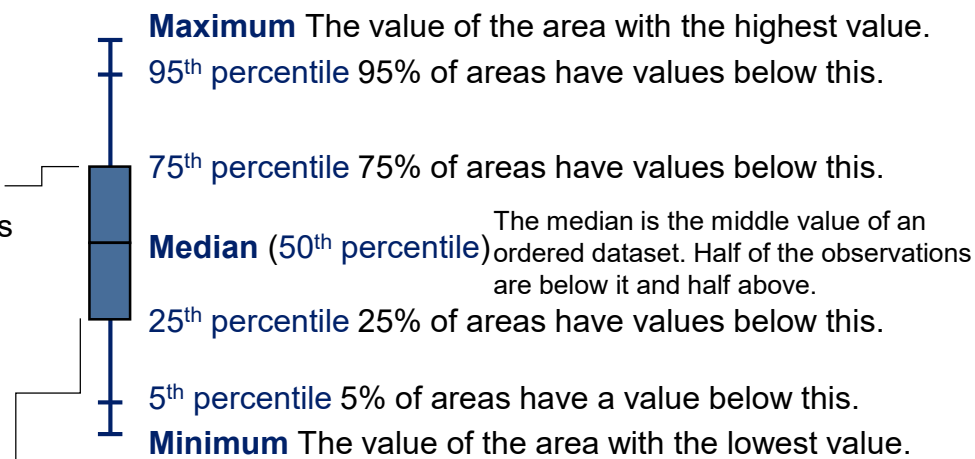 Maximum The value of the area with the highest value.
95th percentile 95% of areas have values below this.
75th percentile 75% of areas have values below this.
s
The median is the middle value of an
Median (50th percentile) ordered dataset. Half of the observations
are below it and half above.
25th percentile 25% of areas have values below this.
5th percentile 5% of areas have a value below this.
Minimum The value of the area with the lowest value.